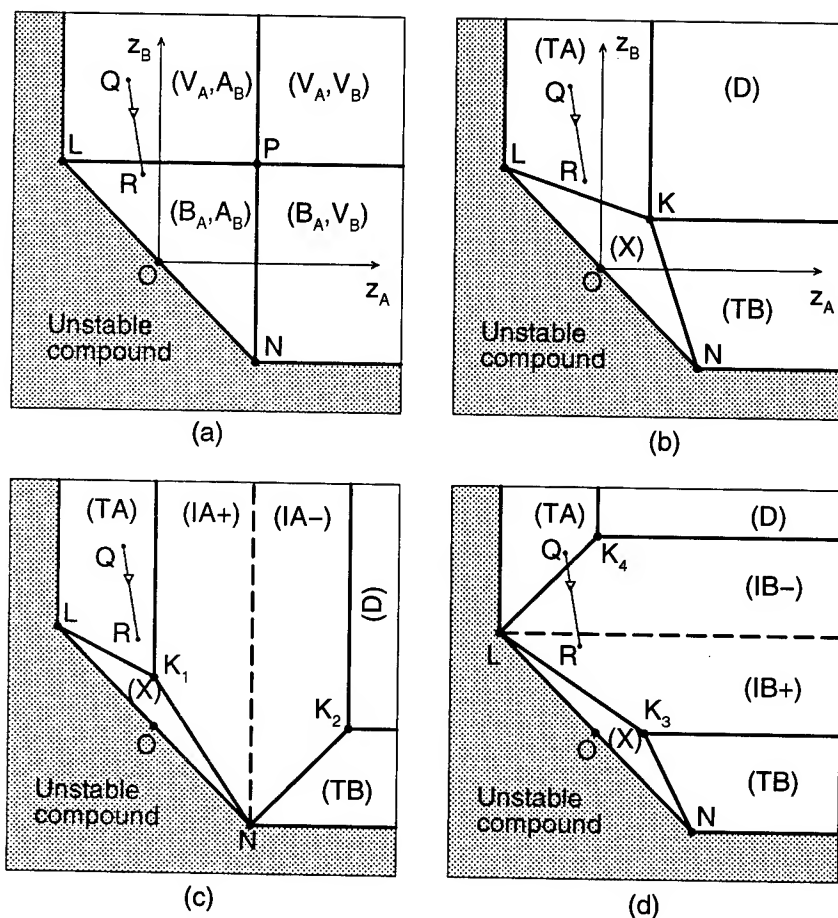 z_B
(V_A, A_B)
(V_A, V_B)
Q
L
P
R
(B_A, A_B)
(B_A, V_B)
O
z_A
Unstable
compound
N
(a)
(TA)
z_B
(D)
Q
L
R
K
(X)
O
z_A
(TB)
Unstable
compound
N
(b)
(TA)
(IA+)
(IA−)
Q
(D)
L
R
K_1
(X)
K_2
O
(TB)
Unstable
compound
N
(c)
(TA)
(D)
Q
K_4
(IB−)
L
R
(IB+)
K_3
O
(X)
(TB)
Unstable
compound
N
(d)